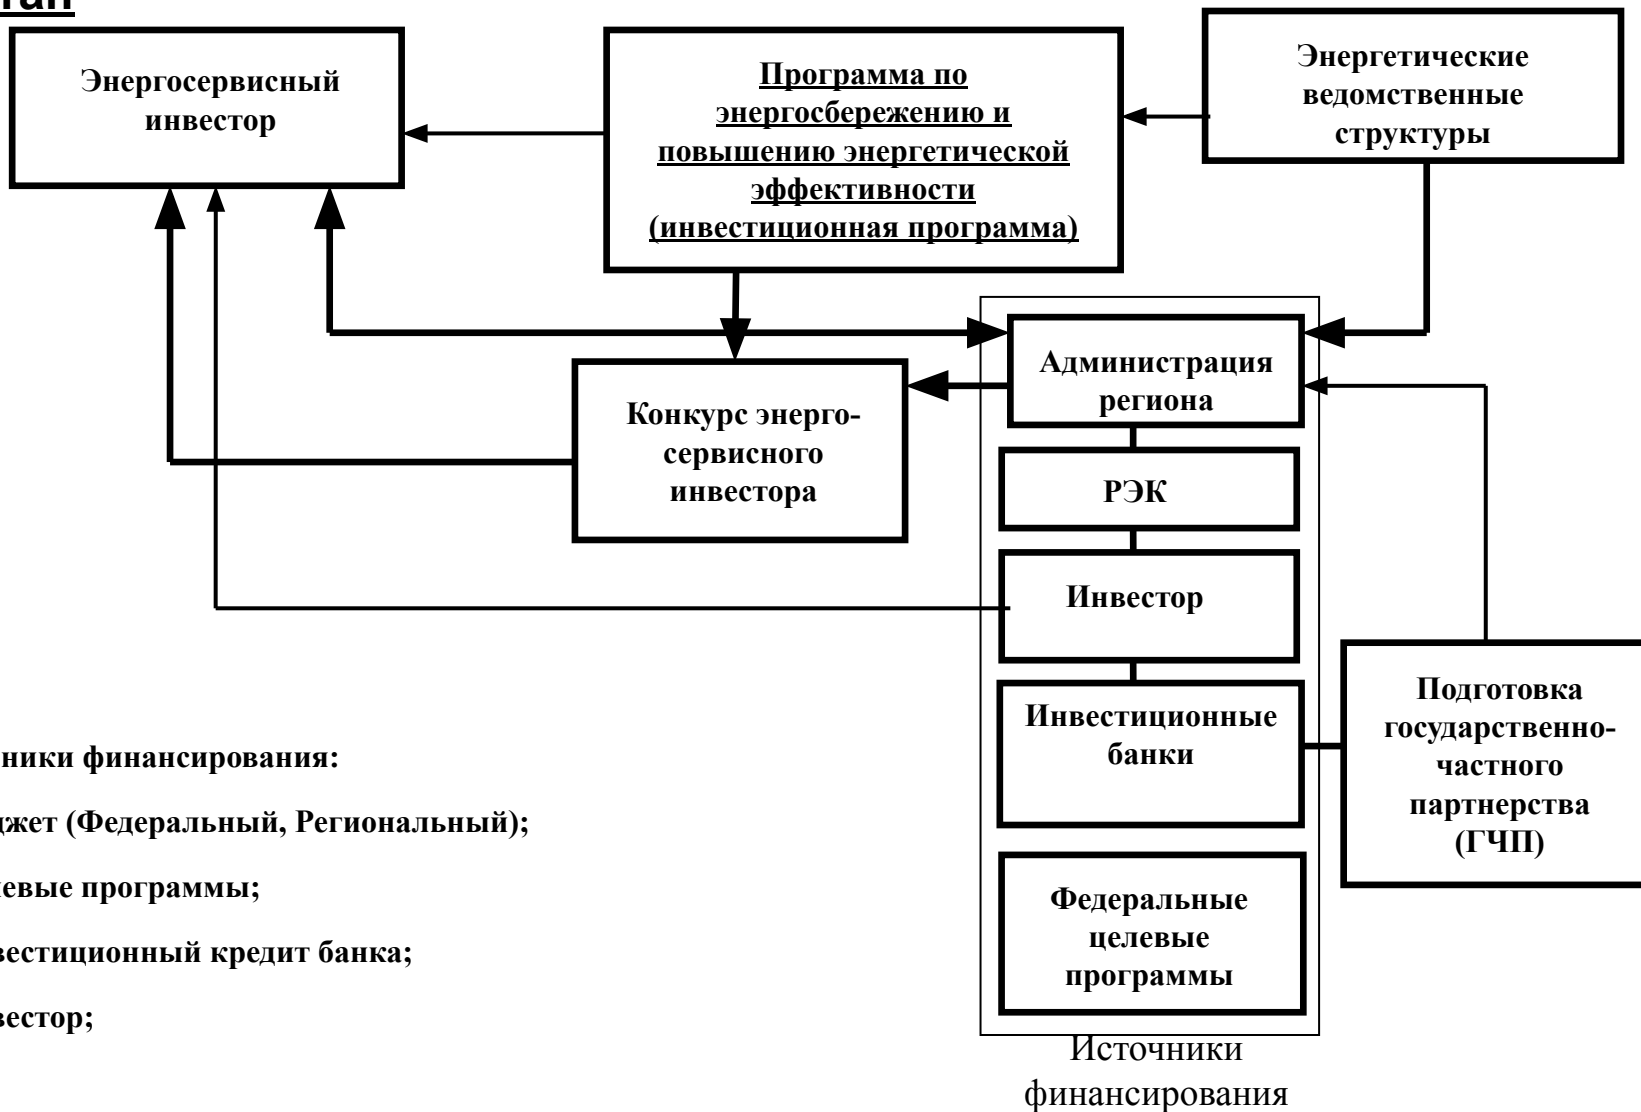 Энергосервисный
инвестор
Программа по
энергосбережению и
повышению энергетической
эффективности
(инвестиционная программа)
Энергетические
ведомственные
структуры
Администрация
региона
Конкурс энерго-
сервисного
инвестора
РЭК
Инвестор
Инвестиционные
банки
Подготовка
государственно-
частного
партнерства
(ГЧП)
Федеральные
целевые
программы
Источники
финансирования
ники финансирования:
джет (Федеральный, Региональный);
левые программы;
вестиционный кредит банка;
вестор;